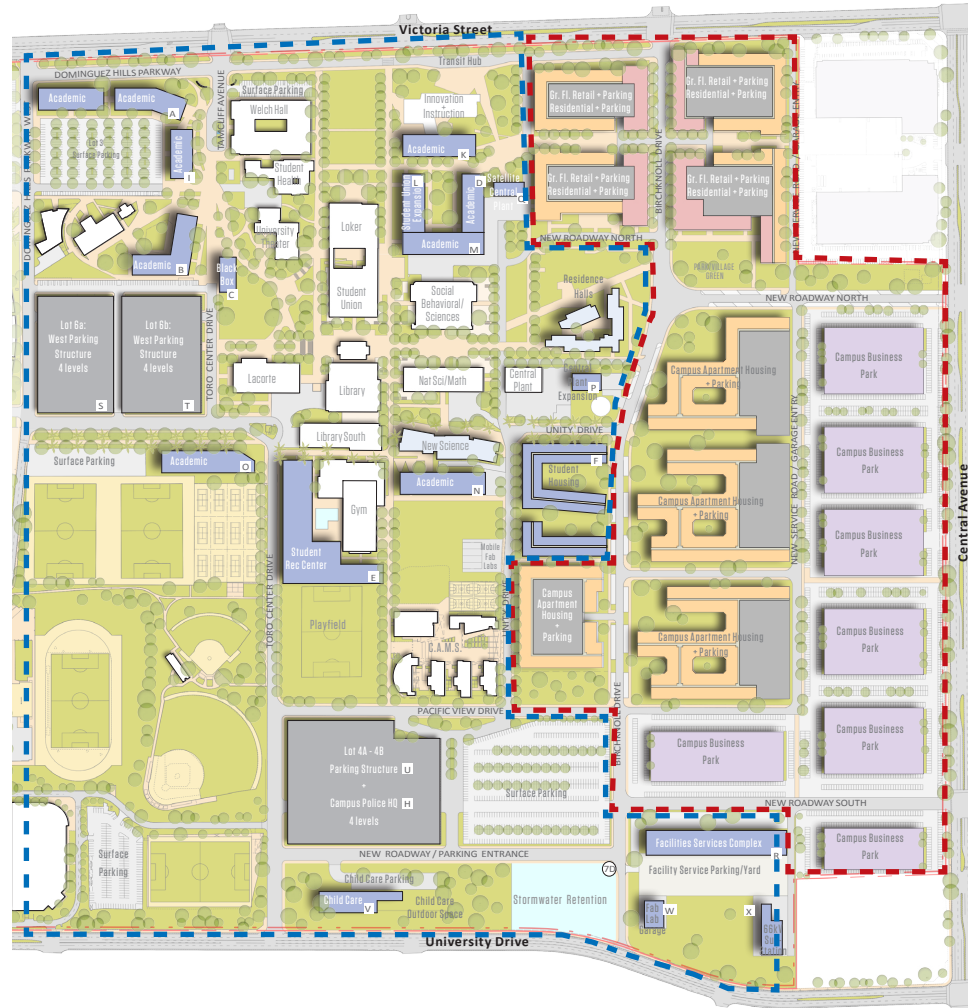 Victoria Street
Transit Hub
DOMINGUEZ HILLS PARKWAY
TAMCLIFF AVENUE
Surface Parking
Welch Hall
Academic
Academic
A
Innovation
+
Instruction
Gr. Fl. Retail + Parking
Residential + Parking
Gr. Fl. Retail + Parking
Residential + Parking
Surface Parking
Academic
I
Academic
K
BIRCHKNOLL DRIVE
Student
Health
L
Student Union
Expansion
D
Academic
Satellite
Central
Plant
Q
Gr. Fl. Retail + Parking
Residential + Parking
Gr. Fl. Retail + Parking
Residential + Parking
University
Theater
Loker
Student
Union
Academic
M
NEW ROADWAY NORTH
Academic
B
Black
Box
C
Residence
Halls
Social
Behavioral/
Sciences
NEW ROADWAY NORTH
TORO CENTER DRIVE
Lot 6a:
West Parking
Structure
4 levels
S
Lot 6b:
West Parking
Structure
4 levels
T
Lacorte
Library
Nat Sci/Math
Central
Plant
Central
Plant
Expansion
P
Campus Apartment Housing
+ Parking
Campus Business
Park
Library South
New Science
UNITY DRIVE
NEW SERVICE ROAD / GARAGE ENTRY
Surface Parking
Academic
O
Academic
N
Student
Housing
F
Campus Business
Park
Gym
Student
Rec Center
E
Campus Apartment Housing
+ Parking
Campus Business
Park
Central Avenue
Mobile
Fab
Labs
TORO CENTER DRIVE
Playfield
C.A.M.S.
UNITY DRIVE
Campus
Apartment
Housing
+
Parking
Campus Apartment Housing
+ Parking
Campus Business
Park
PACIFIC VIEW DRIVE
BIRCHKNOLL DRIVE
Lot 4A - 4B
Parking Structure
U
+
Campus Police HQ
H
4 levels
Surface Parking
Campus Business
Park
Campus Business
Park
NEW ROADWAY SOUTH
NEW ROADWAY / PARKING ENTRANCE
Surface
Parking
Child Care Parking
Child Care
V
Child Care
Outdoor Space
7D
Stormwater Retention
Facilities Services Complex
R
Facility Service Parking/Yard
Campus Business
Park
Fab
Lab
Garage
W
X
66kV
Sub
Station
University Drive